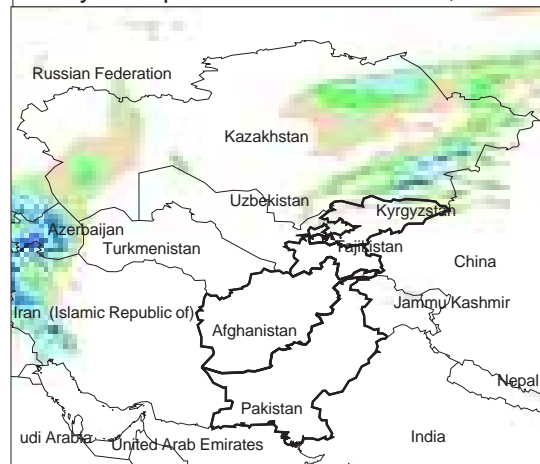 Russian Federation
Kazakhstan
Uzbekistan
Kyrgyzstan
Azerbaijan
Turkmenistan
Tajikistan
China
Iran (Islamic Republic of)
Jammu/Kashmir
Afghanistan
Nepal
Pakistan
udi Arabia
United Arab Emirates
India